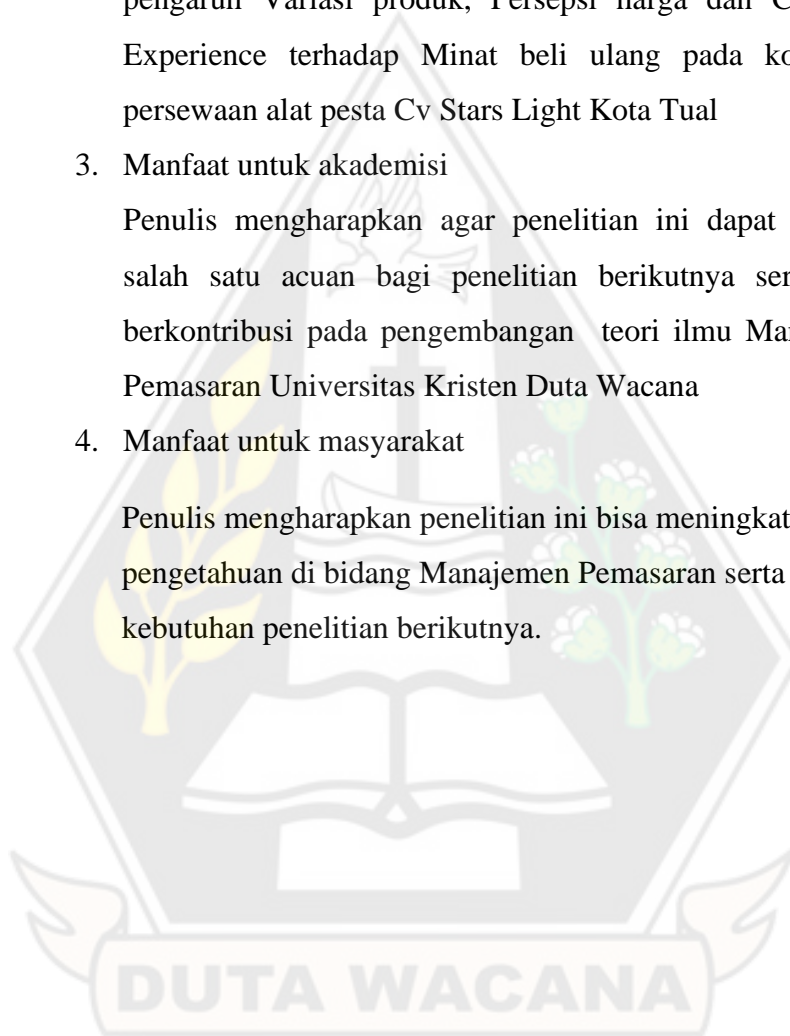 pengaruh Variasi produk, Persepsi harga dan C
Experience terhadap Minat beli ulang pada ko
persewaan alat pesta Cv Stars Light Kota Tual
3. Manfaat untuk akademisi
Penulis mengharapkan agar penelitian ini dapat
salah satu acuan bagi penelitian berikutnya ser
berkontribusi pada pengembangan teori ilmu Ma
Pemasaran Universitas Kristen Duta Wacana
4. Manfaat untuk masyarakat
Penulis mengharapkan penelitian ini bisa meningkat
pengetahuan di bidang Manajemen Pemasaran serta
kebutuhan penelitian berikutnya.
DUTA WACANA